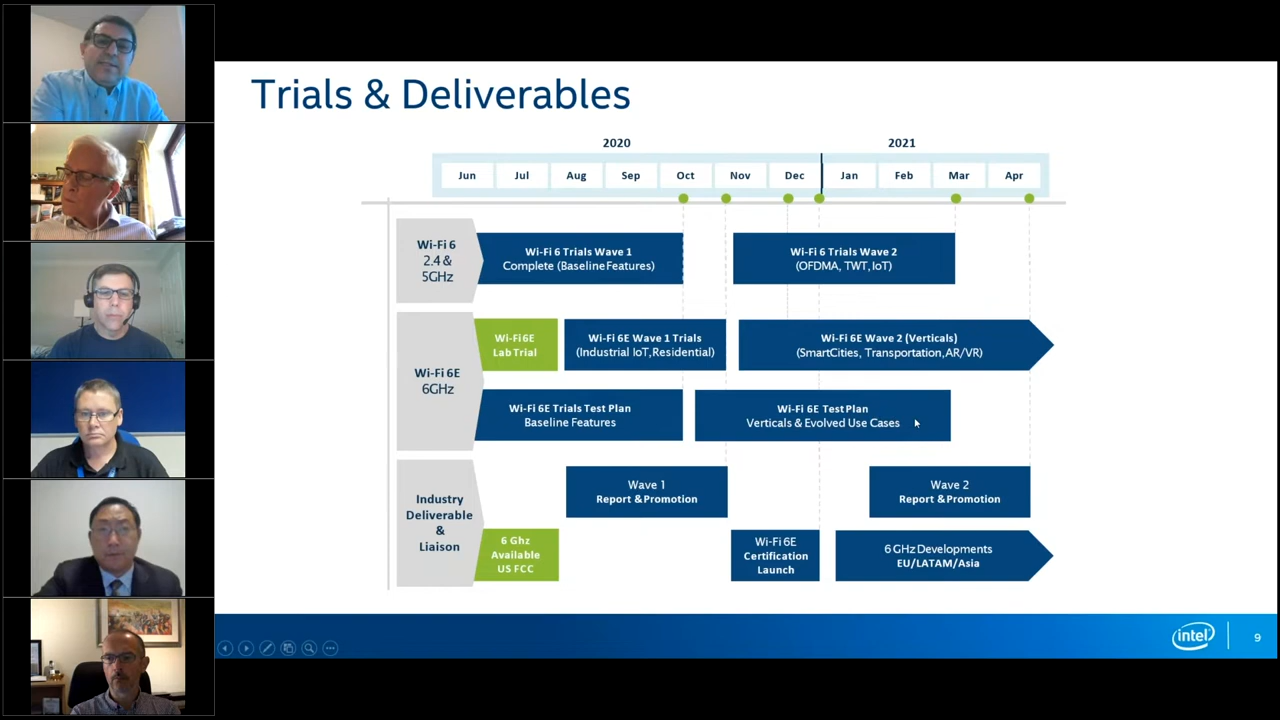 Trials & Deliverables
2020
2021
Jun
Jul
Aug
Sep
Oct
Nov
Dec
Jan
Feb
Mar
Apr
Wi-Fi 6
2.4 &
5GHz
Wi-Fi 6 Trials Wave 1
Complete (Baseline Features)
Wi-Fi 6 Trials Wave 2
(OFDMA, TWT, IoT)
Wi-Fi 6E
6GHz
Wi-Fi 6E
Lab Trial
Wi-Fi 6E Wave 1 Trials
(Industrial IoT, Residential)
Wi-Fi 6E Wave 2 (Verticals)
(SmartCities, Transportation, AR/VR)
Wi-Fi 6E Trials Test Plan
Baseline Features
Wi-Fi 6E Test Plan
Verticals & Evolved Use Cases
Industry
Deliverable
&
Liaison
Wave 1
Report & Promotion
Wave 2
Report & Promotion
6 Ghz
Available
US FCC
Wi-Fi 6E
Certification
Launch
6 GHz Developments
EU/LATAM/Asia
intel
9